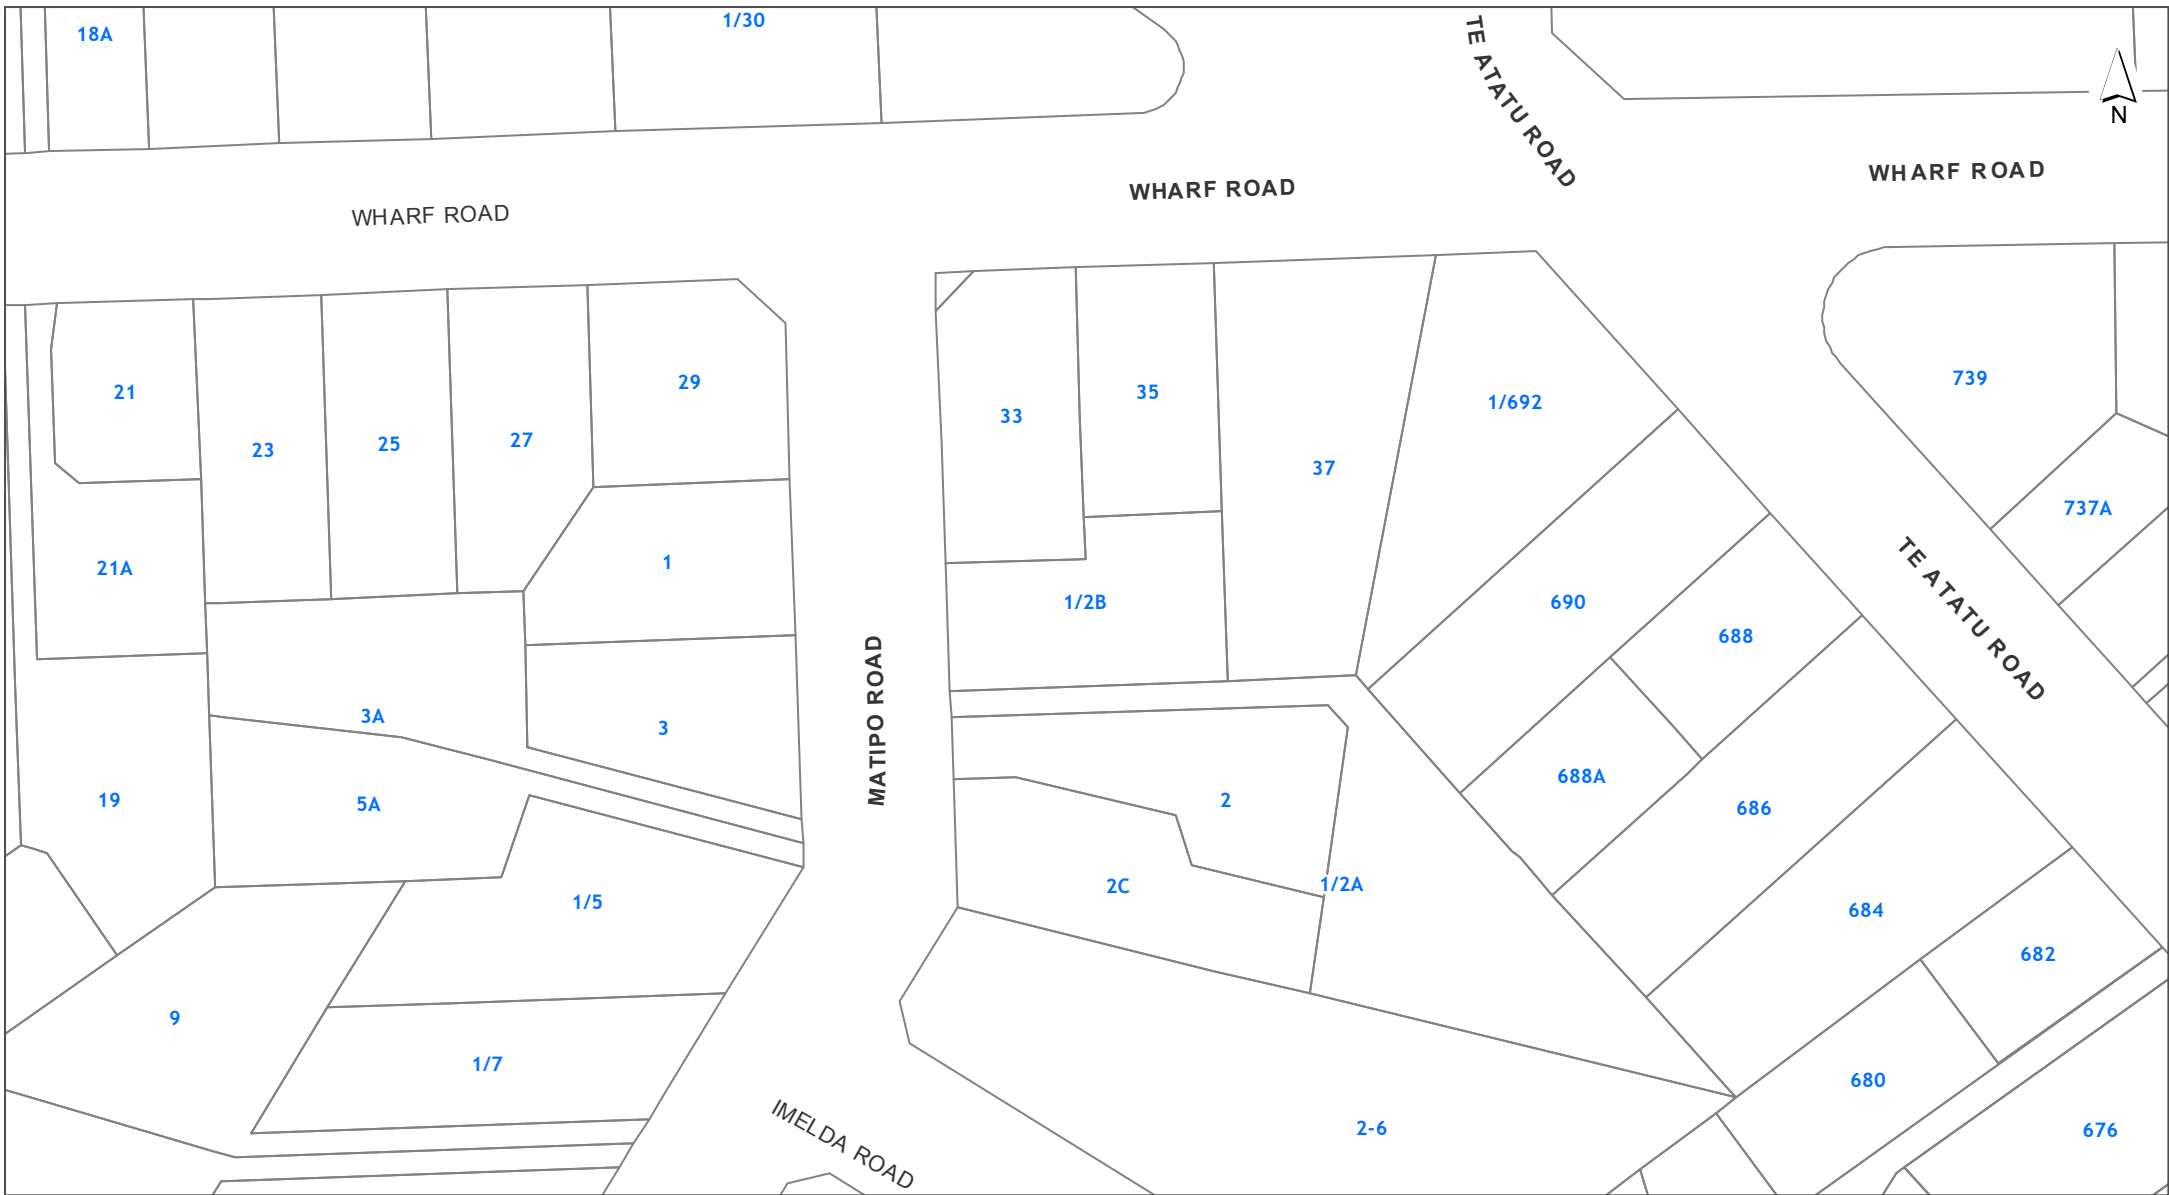 1/30
18A
TE ATATU ROAD
N
WHARF ROAD
WHARF ROAD
WHARF ROAD
21
23
25
27
29
33
35
37
1/692
739
737A
21A
1
1/2B
690
688
TE ATATU ROAD
MATIPO ROAD
3A
3
19
5A
2
688A
686
2C
1/2A
1/5
684
682
9
1/7
680
IMELDA ROAD
2-6
676